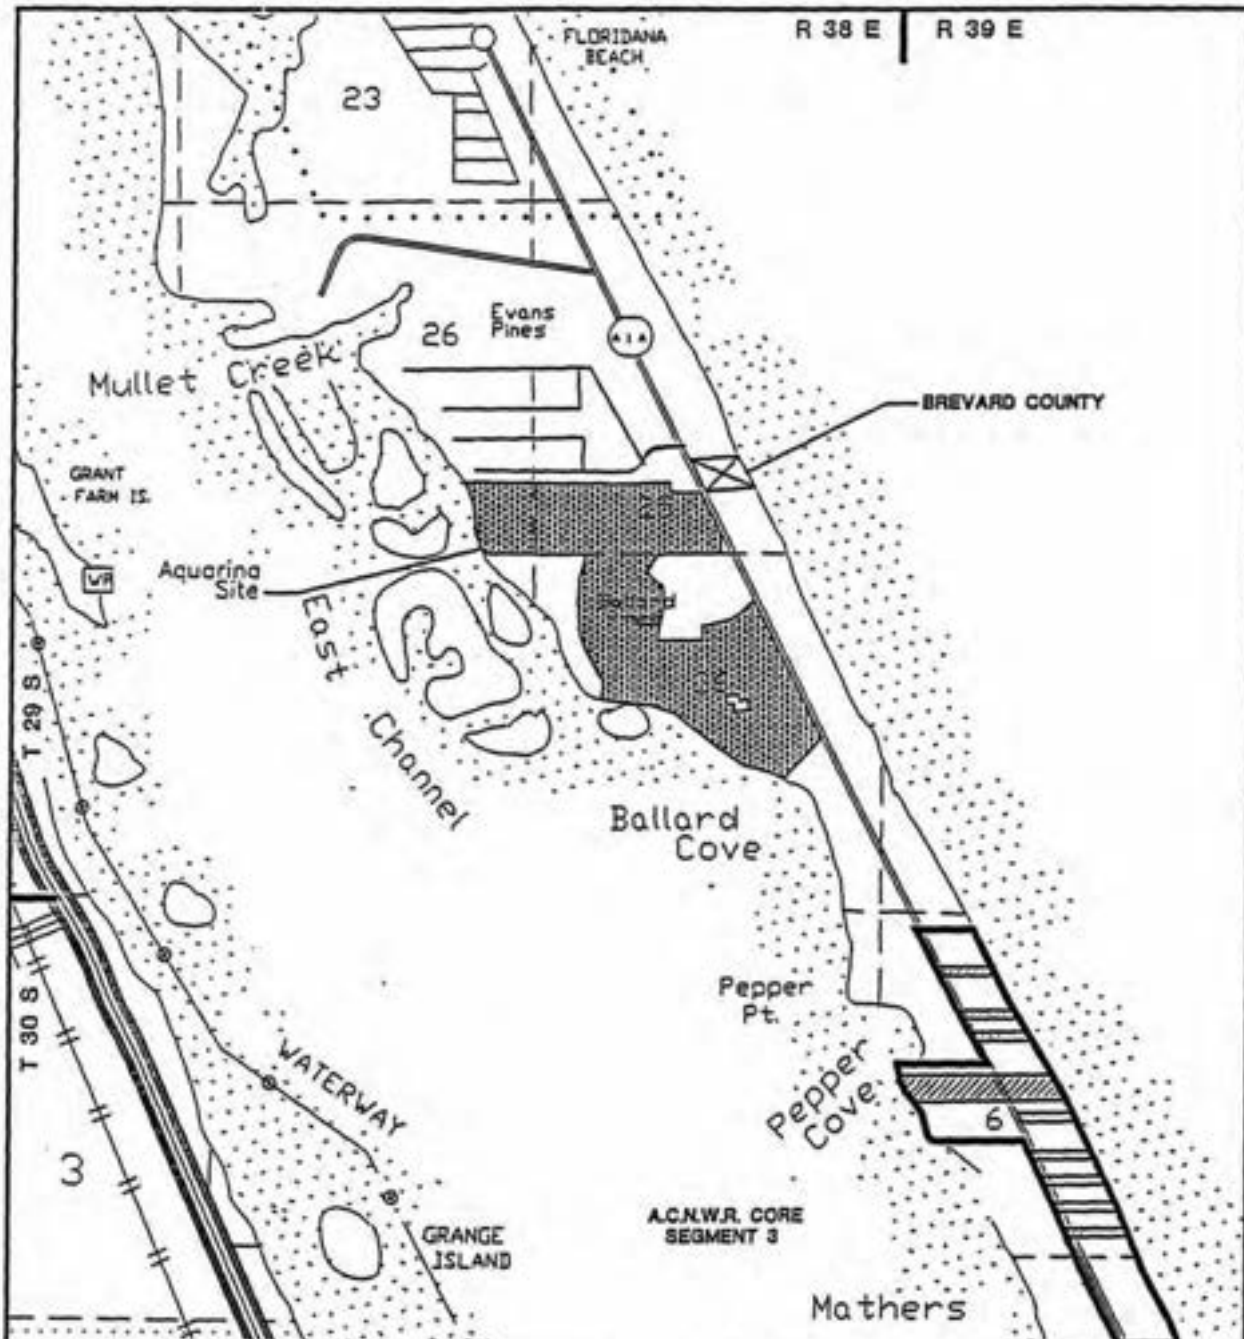 R 38 E
R 39 E
FLORIDANA
BEACH
23
26
Evans
Pines
A1A
Mullet Creek
BREVARD COUNTY
GRANT
FARM IS.
WR
Aquarina
Site
East Channel
T 29 S
Ballard
Cove
T 30 S
Pepper
Pt.
Pepper
Cove
WATERWAY
6
3
A.C.N.W.R. CORE
SEGMENT 3
GRANGE
ISLAND
Mathers